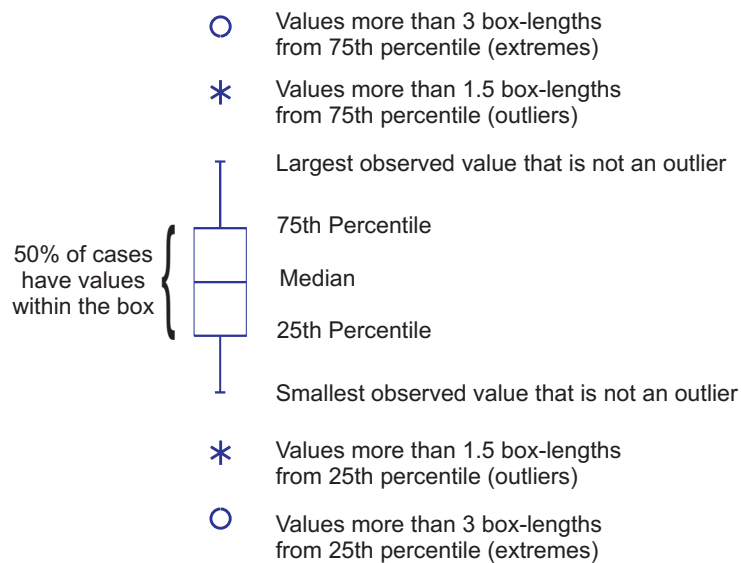 Values more than 3 box-lengths
from 75th percentile (extremes)
Values more than 1.5 box-lengths
from 75th percentile (outliers)
Largest observed value that is not an outlier
75th Percentile
50% of cases
have values
within the box
Median
25th Percentile
Smallest observed value that is not an outlier
Values more than 1.5 box-lengths
from 25th percentile (outliers)
Values more than 3 box-lengths
from 25th percentile (extremes)